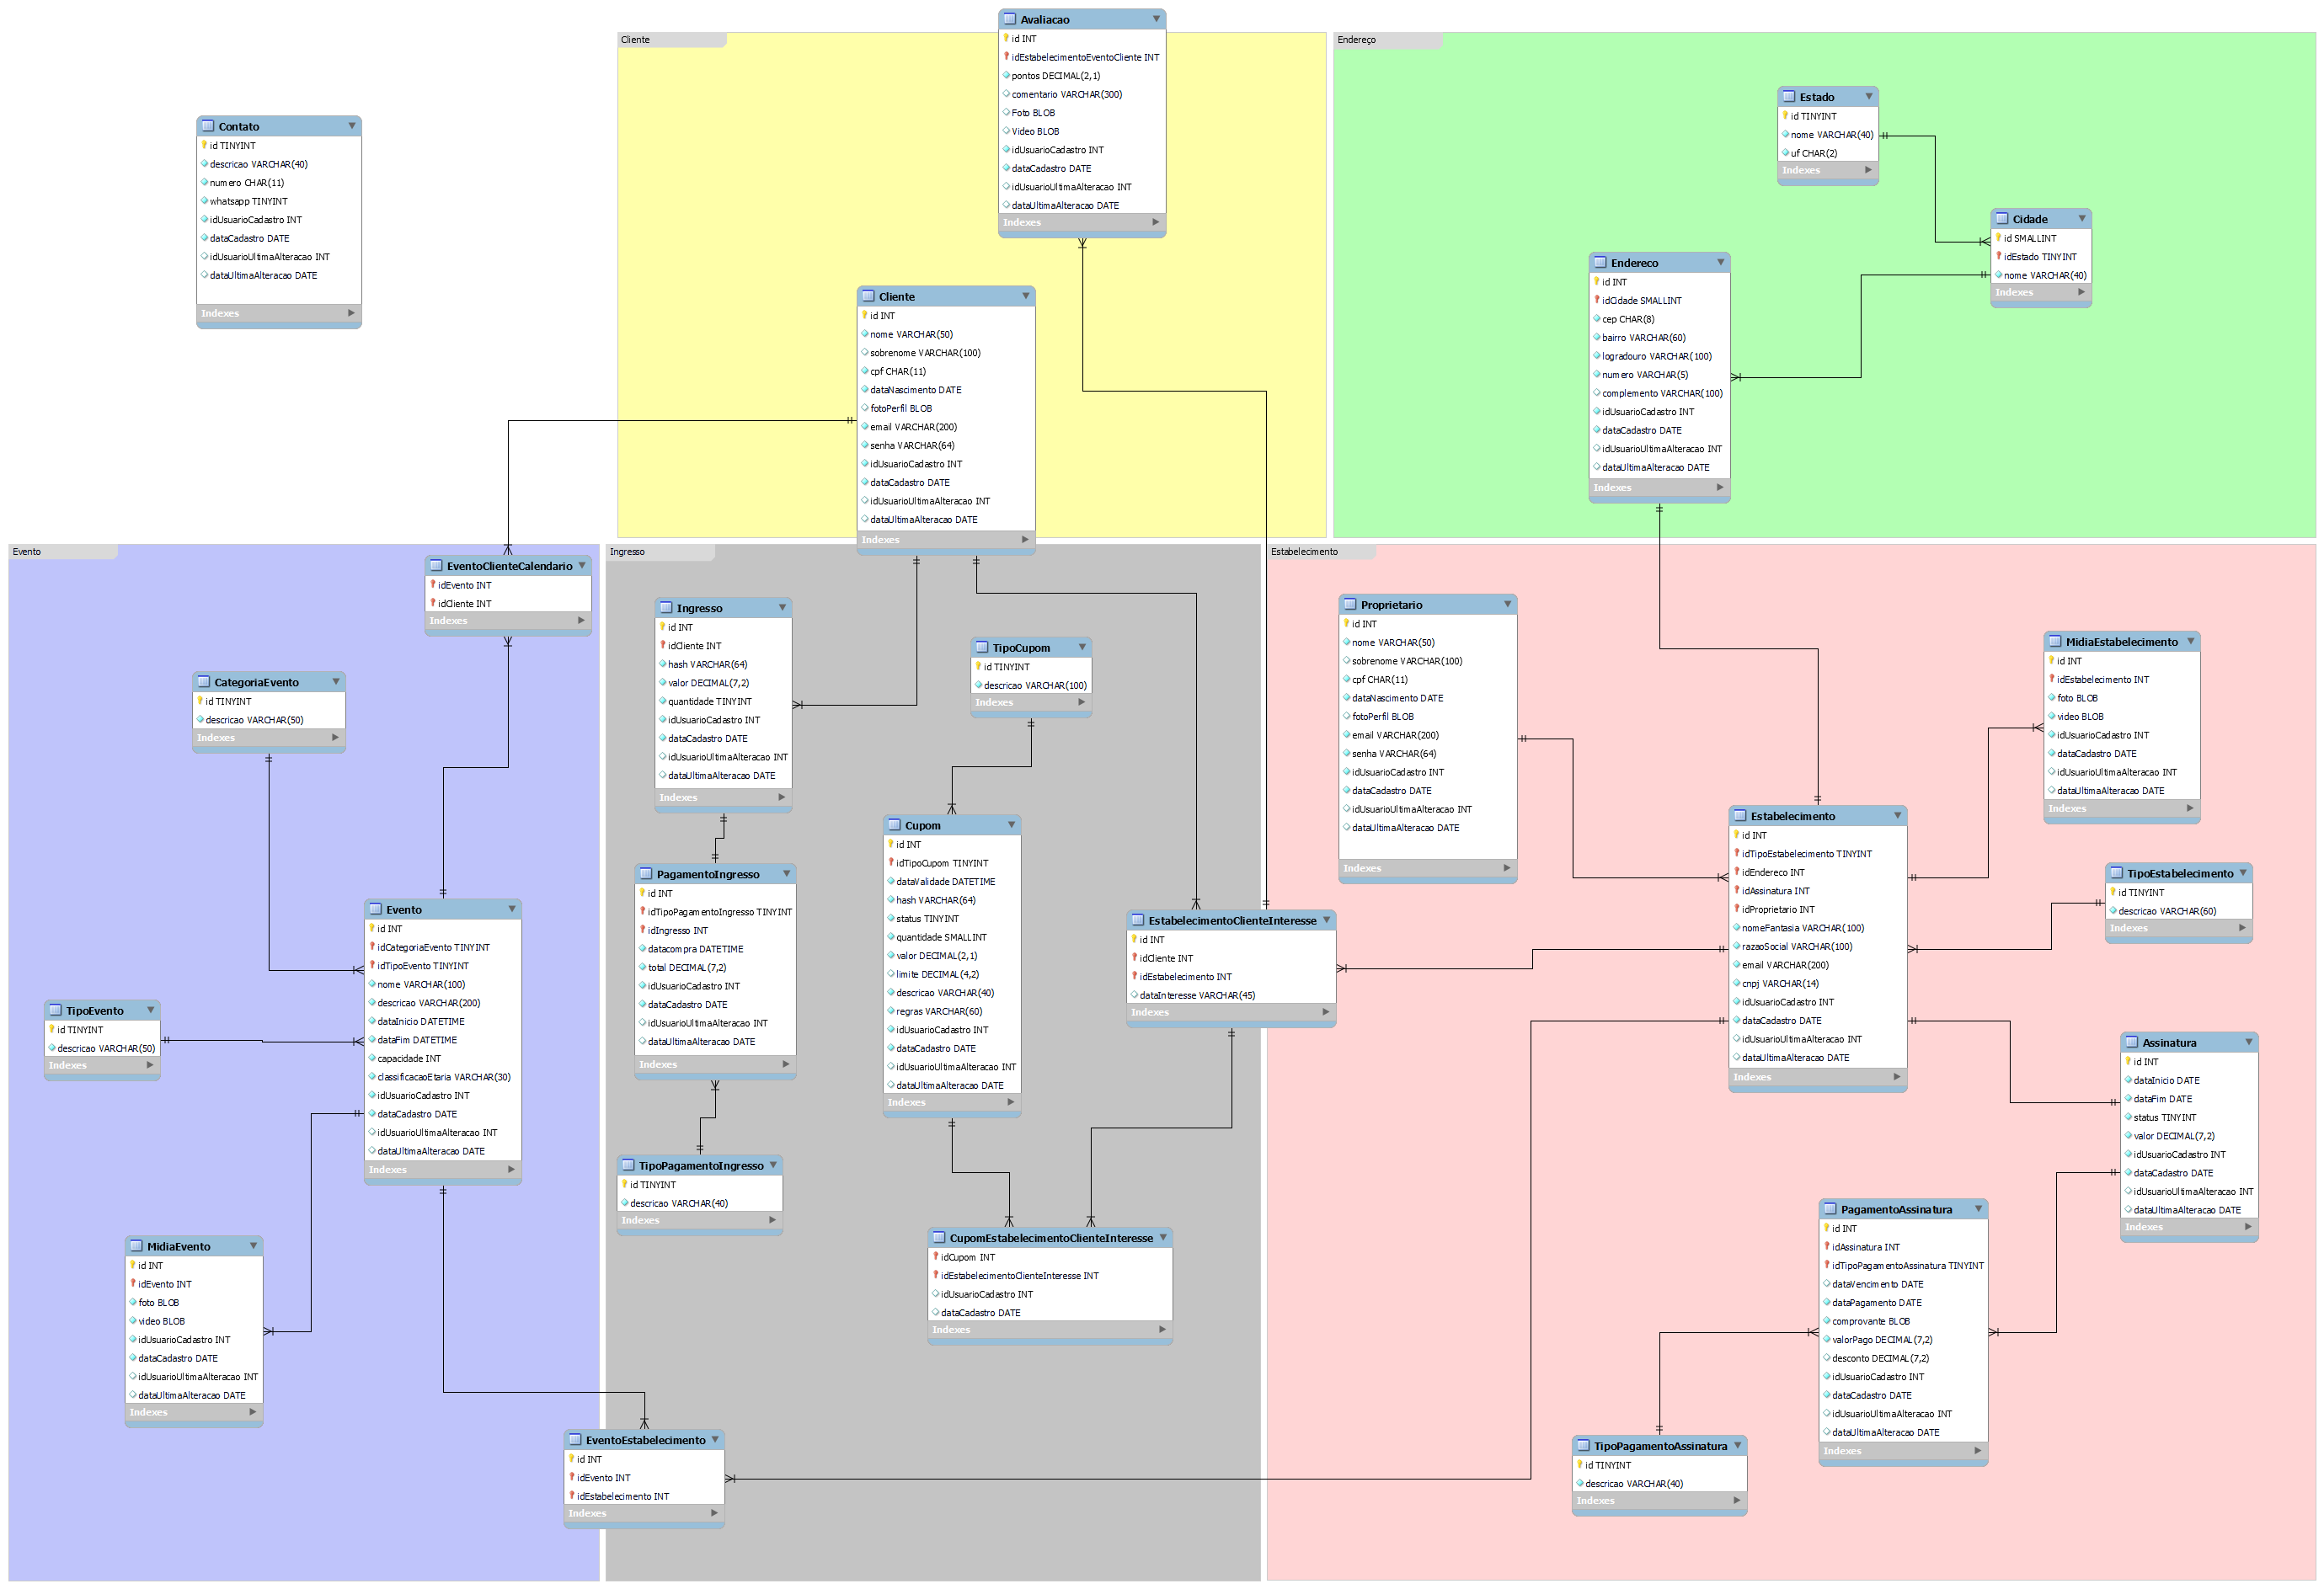 Avaliacao
id INT
idEstabelecimentoEventoCliente INT
pontos DECIMAL(2,1)
comentario VARCHAR(300)
Foto BLOB
Video BLOB
idUsuarioCadastro INT
dataCadastro DATE
idUsuarioUltimaAlteracao INT
dataUltimaAlteracao DATE
Indexes
Cliente
Endereço
Contato
id TINYINT
descricao VARCHAR(40)
numero CHAR(11)
whatsapp TINYINT
idUsuarioCadastro INT
dataCadastro DATE
idUsuarioUltimaAlteracao INT
dataUltimaAlteracao DATE
Indexes
Estado
id TINYINT
nome VARCHAR(40)
uf CHAR(2)
Indexes
Cidade
id SMALLINT
idEstado TINYINT
nome VARCHAR(40)
Indexes
Endereco
id INT
idCidade SMALLINT
cep CHAR(8)
bairro VARCHAR(60)
logradouro VARCHAR(100)
numero VARCHAR(5)
complemento VARCHAR(100)
idUsuarioCadastro INT
dataCadastro DATE
idUsuarioUltimaAlteracao INT
dataUltimaAlteracao DATE
Indexes
Cliente
id INT
nome VARCHAR(50)
sobrenome VARCHAR(100)
cpf CHAR(11)
dataNascimento DATE
fotoPerfil BLOB
email VARCHAR(200)
senha VARCHAR(64)
idUsuarioCadastro INT
dataCadastro DATE
idUsuarioUltimaAlteracao INT
dataUltimaAlteracao DATE
Indexes
Evento
EventoClienteCalendario
idEvento INT
idCliente INT
Indexes
CategoriaEvento
id TINYINT
descricao VARCHAR(50)
Indexes
Evento
id INT
idCategoriaEvento TINYINT
idTipoEvento TINYINT
nome VARCHAR(100)
descricao VARCHAR(200)
dataInicio DATETIME
dataFim DATETIME
capacidade INT
classificacaoEtaria VARCHAR(30)
idUsuarioCadastro INT
dataCadastro DATE
idUsuarioUltimaAlteracao INT
dataUltimaAlteracao DATE
Indexes
TipoEvento
id TINYINT
descricao VARCHAR(50)
Indexes
MidiaEvento
id INT
idEvento INT
foto BLOB
video BLOB
idUsuarioCadastro INT
dataCadastro DATE
idUsuarioUltimaAlteracao INT
dataUltimaAlteracao DATE
Indexes
EventoEstabelecimento
id INT
idEvento INT
idEstabelecimento INT
Indexes
Ingresso
Ingresso
id INT
idCliente INT
hash VARCHAR(64)
valor DECIMAL(7,2)
quantidade TINYINT
idUsuarioCadastro INT
dataCadastro DATE
idUsuarioUltimaAlteracao INT
dataUltimaAlteracao DATE
Indexes
TipoCupom
id TINYINT
descricao VARCHAR(100)
Indexes
PagamentoIngresso
id INT
idTipoPagamentoIngresso TINYINT
idIngresso INT
datacompra DATETIME
total DECIMAL(7,2)
idUsuarioCadastro INT
dataCadastro DATE
idUsuarioUltimaAlteracao INT
dataUltimaAlteracao DATE
Indexes
Cupom
id INT
idTipoCupom TINYINT
dataValidade DATETIME
hash VARCHAR(64)
status TINYINT
quantidade SMALLINT
valor DECIMAL(2,1)
limite DECIMAL(4,2)
descricao VARCHAR(40)
regras VARCHAR(60)
idUsuarioCadastro INT
dataCadastro DATE
idUsuarioUltimaAlteracao INT
dataUltimaAlteracao DATE
Indexes
TipoPagamentoIngresso
id TINYINT
descricao VARCHAR(40)
Indexes
EstabelecimentoClienteInteresse
id INT
idCliente INT
idEstabelecimento INT
dataInteresse VARCHAR(45)
Indexes
CupomEstabelecimentoClienteInteresse
idCupom INT
idEstabelecimentoClienteInteresse INT
idUsuarioCadastro INT
dataCadastro DATE
Indexes
Estabelecimento
Proprietario
id INT
nome VARCHAR(50)
sobrenome VARCHAR(100)
cpf CHAR(11)
dataNascimento DATE
fotoPerfil BLOB
email VARCHAR(200)
senha VARCHAR(64)
idUsuarioCadastro INT
dataCadastro DATE
idUsuarioUltimaAlteracao INT
dataUltimaAlteracao DATE
Indexes
MidiaEstabelecimento
id INT
idEstabelecimento INT
foto BLOB
video BLOB
idUsuarioCadastro INT
dataCadastro DATE
idUsuarioUltimaAlteracao INT
dataUltimaAlteracao DATE
Indexes
Estabelecimento
id INT
idTipoEstabelecimento TINYINT
idEndereco INT
idAssinatura INT
idProprietario INT
nomeFantasia VARCHAR(100)
razaoSocial VARCHAR(100)
email VARCHAR(200)
cnpj VARCHAR(14)
idUsuarioCadastro INT
dataCadastro DATE
idUsuarioUltimaAlteracao INT
dataUltimaAlteracao DATE
Indexes
TipoEstabelecimento
id TINYINT
descricao VARCHAR(60)
Indexes
Assinatura
id INT
dataInicio DATE
dataFim DATE
status TINYINT
valor DECIMAL(7,2)
idUsuarioCadastro INT
dataCadastro DATE
idUsuarioUltimaAlteracao INT
dataUltimaAlteracao DATE
Indexes
PagamentoAssinatura
id INT
idAssinatura INT
idTipoPagamentoAssinatura TINYINT
dataVencimento DATE
dataPagamento DATE
comprovante BLOB
valorPago DECIMAL(7,2)
desconto DECIMAL(7,2)
idUsuarioCadastro INT
dataCadastro DATE
idUsuarioUltimaAlteracao INT
dataUltimaAlteracao DATE
Indexes
TipoPagamentoAssinatura
id TINYINT
descricao VARCHAR(40)
Indexes